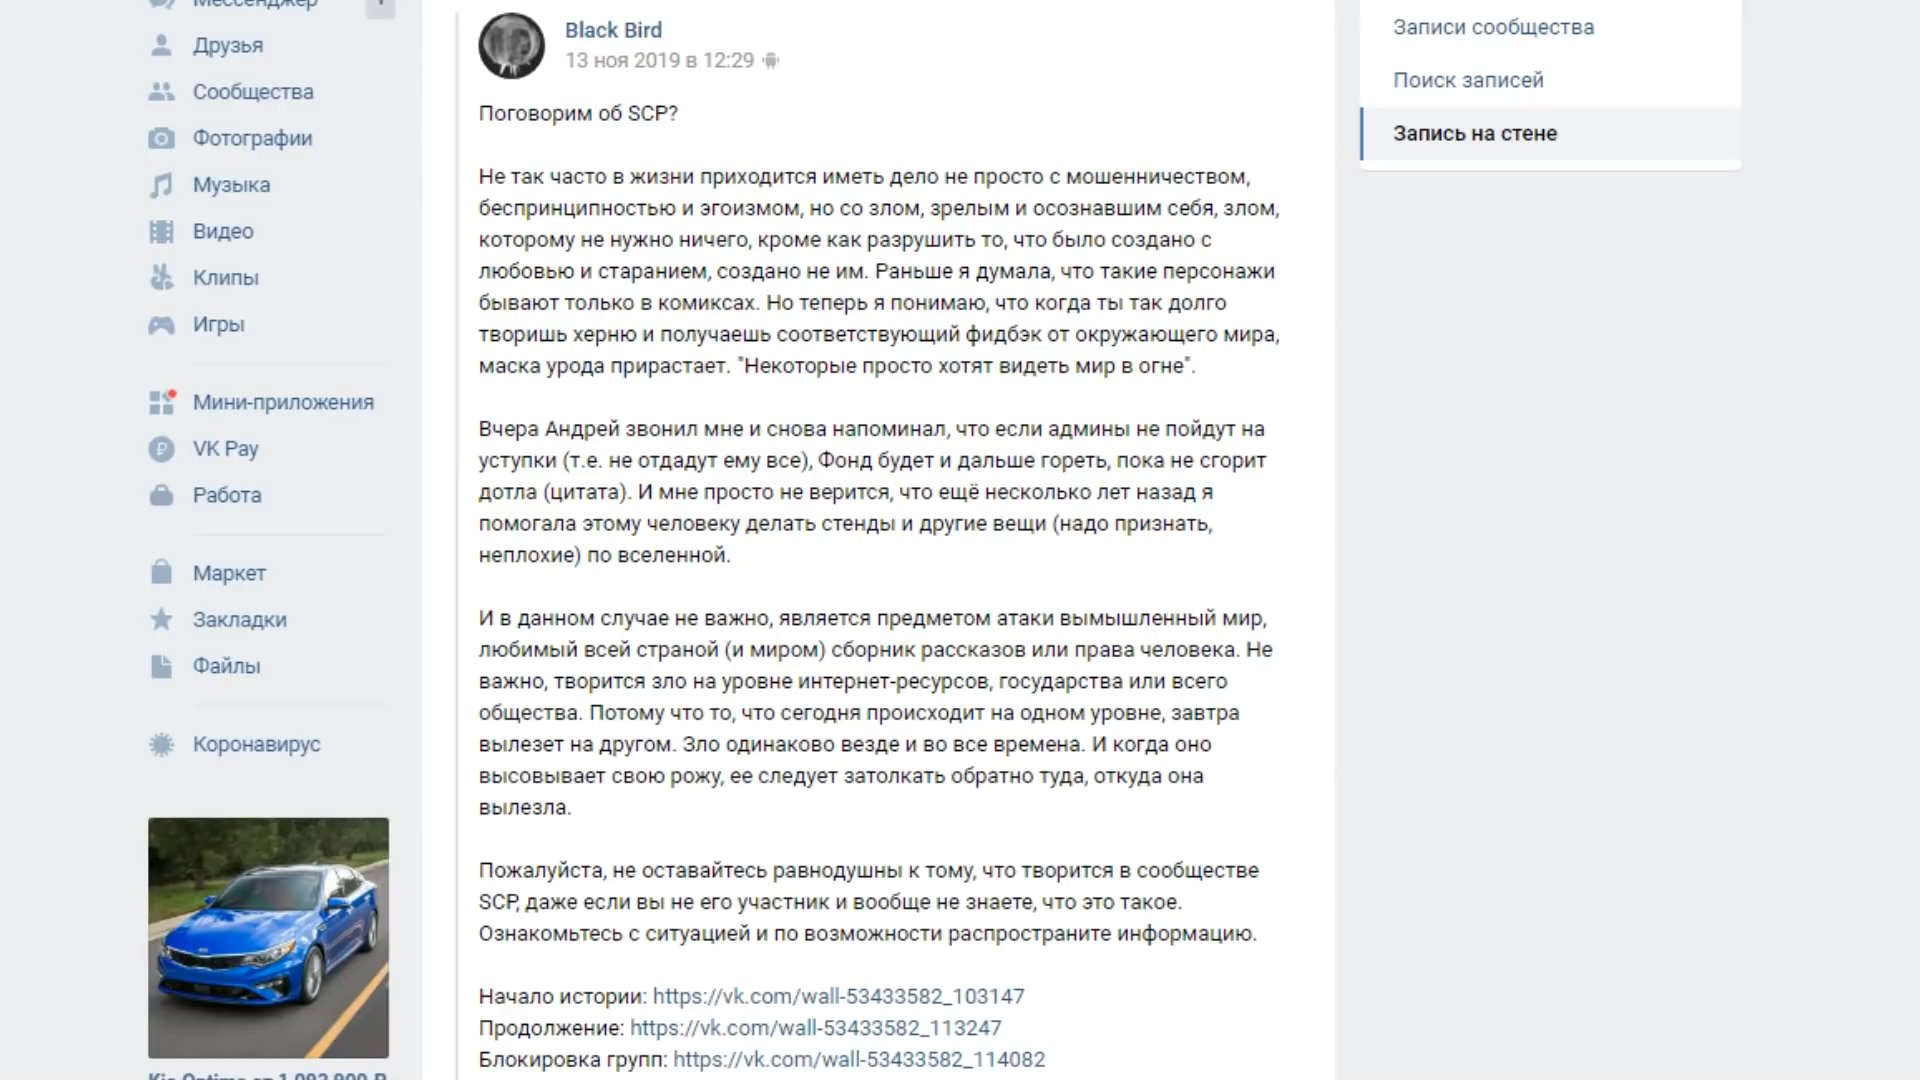 Мессенджер
Друзья
Сообщества
Фотографии
Музыка
Видео
Клипы
Игры
Мини-приложения
VK Pay
Работа
Маркет
Закладки
Файлы
Коронавирус
Kia Optima от 1 092 900 ₽
Black Bird
13 ноя 2019 в 12:29
Поговорим об SCP?
Не так часто в жизни приходится иметь дело не просто с мошенничеством,
беспринципностью и эгоизмом, но со злом, зрелым и осознавшим себя, злом,
которому не нужно ничего, кроме как разрушить то, что было создано с
любовью и старанием, создано не им. Раньше я думала, что такие персонажи
бывают только в комиксах. Но теперь я понимаю, что когда ты так долго
творишь херню и получаешь соответствующий фидбэк от окружающего мира,
маска урода прирастает. "Некоторые просто хотят видеть мир в огне".
Вчера Андрей звонил мне и снова напоминал, что если админы не пойдут на
уступки (т.е. не отдадут ему все), Фонд будет и дальше гореть, пока не сгорит
дотла (цитата). И мне просто не верится, что ещё несколько лет назад я
помогала этому человеку делать стенды и другие вещи (надо признать,
неплохие) по вселенной.
И в данном случае не важно, является предметом атаки вымышленный мир,
любимый всей страной (и миром) сборник рассказов или права человека. Не
важно, творится зло на уровне интернет-ресурсов, государства или всего
общества. Потому что то, что сегодня происходит на одном уровне, завтра
вылезет на другом. Зло одинаково везде и во все времена. И когда оно
высовывает свою рожу, ее следует затолкать обратно туда, откуда она
вылезла.
Пожалуйста, не оставайтесь равнодушны к тому, что творится в сообществе
SCP, даже если вы не его участник и вообще не знаете, что это такое.
Ознакомьтесь с ситуацией и по возможности распространите информацию.
Начало истории: https://vk.com/wall-53433582_103147
Продолжение: https://vk.com/wall-53433582_113247
Блокировка групп: https://vk.com/wall-53433582_114082
Записи сообщества
Поиск записей
Запись на стене